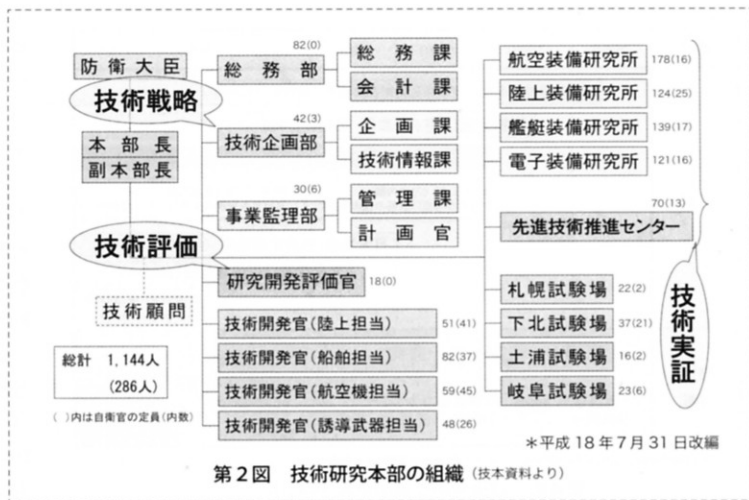 防衛大臣
技術戦略
本部長
副本部長
技術評価
技術顧問
総計 1,144人
(286人)
( )内は自衛官の定員(内数)
82(0)
総務部
総務課
会計課
42(3)
技術企画部
企画課
技術情報課
30(6)
事業監理部
管理課
計画官
研究開発評価官 18(0)
技術開発官(陸上担当) 51(41)
技術開発官(船舶担当) 82(37)
技術開発官(航空機担当) 59(45)
技術開発官(誘導武器担当) 48(26)
航空装備研究所 178(16)
陸上装備研究所 124(25)
艦艇装備研究所 139(17)
電子装備研究所 121(16)
70(13)
先進技術推進センター
技術実証
札幌試験場 22(2)
下北試験場 37(21)
土浦試験場 16(2)
岐阜試験場 23(6)
*平成18年7月31日改編
第2図 技術研究本部の組織(技本資料より)